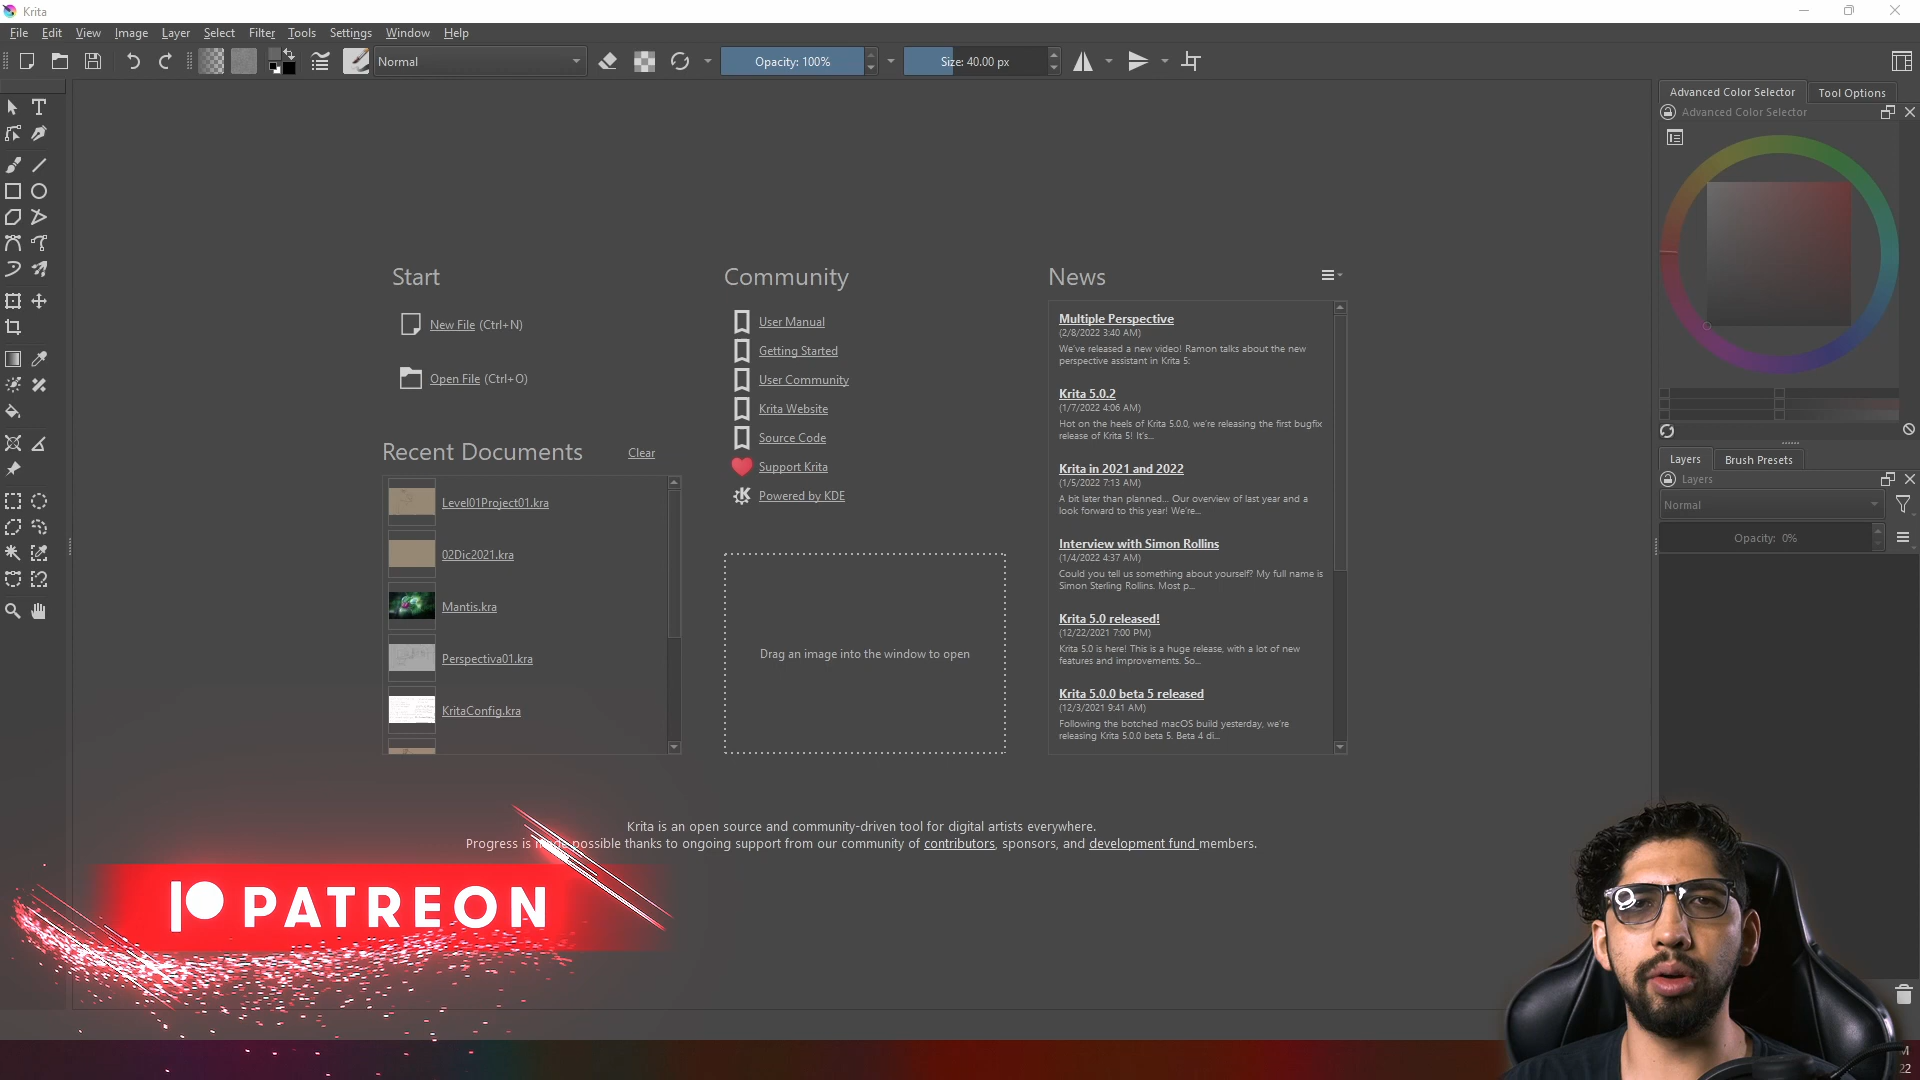 Krita
File Edit View Image Layer Select Filter Tools Settings Window Help
Normal
Opacity: 100%
Size: 40.00 px
Advanced Color Selector
Tool Options
Advanced Color Selector
Start
New File (Ctrl+N)
Open File (Ctrl+O)
Recent Documents
Clear
Level01Project01.kra
02Dic2021.kra
Mantis.kra
Perspectiva01.kra
KritaConfig.kra
Community
User Manual
Getting Started
User Community
Krita Website
Source Code
Support Krita
Powered by KDE
Drag an image into the window to open
News
Multiple Perspective
(2/8/2022 3:40 AM)
We've released a new video! Ramon talks about the new
perspective assistant in Krita 5:
Krita 5.0.2
(1/7/2022 4:06 AM)
Hot on the heels of Krita 5.0.0, we're releasing the first bugfix
release of Krita 5! It's...
Krita in 2021 and 2022
(1/5/2022 7:13 AM)
A bit later than planned... Our overview of last year and a
look forward to this year! We're...
Interview with Simon Rollins
(1/4/2022 4:37 AM)
Could you tell us something about yourself? My full name is
Simon Sterling Rollins. Most p...
Krita 5.0 released!
(12/22/2021 7:00 PM)
Krita 5.0 is here! This is a huge release, with a lot of new
features and improvements. So...
Krita 5.0.0 beta 5 released
(12/3/2021 9:41 AM)
Following the botched macOS build yesterday, we're
releasing Krita 5.0.0 beta 5. Beta 4 di...
Layers
Brush Presets
Layers
Normal
Opacity: 0%
Krita is an open source and community-driven tool for digital artists everywhere.
Progress is made possible thanks to ongoing support from our community of contributors, sponsors, and development fund members.
PATREON
M
22